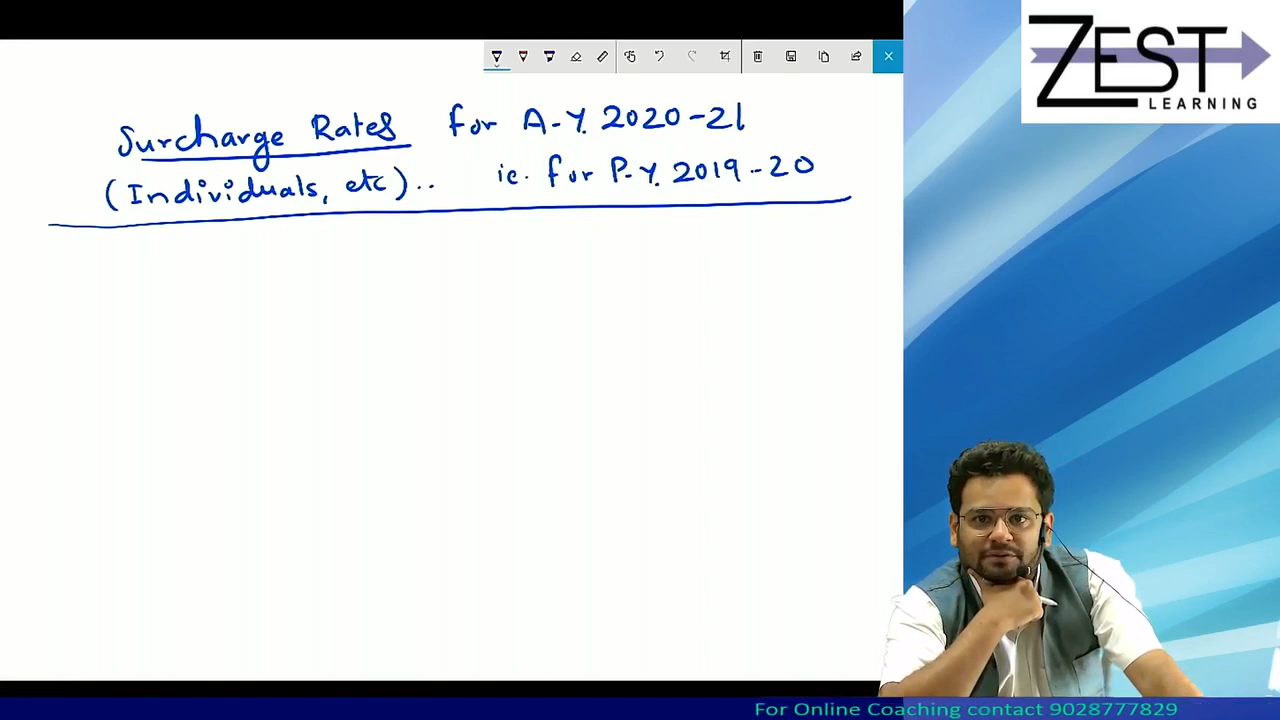 Surcharge Rates for A.Y. 2020-21
(Individuals, etc).. ie. for P.Y. 2019-20
ZEST
LEARNING
For Online Coaching contact 9028777829